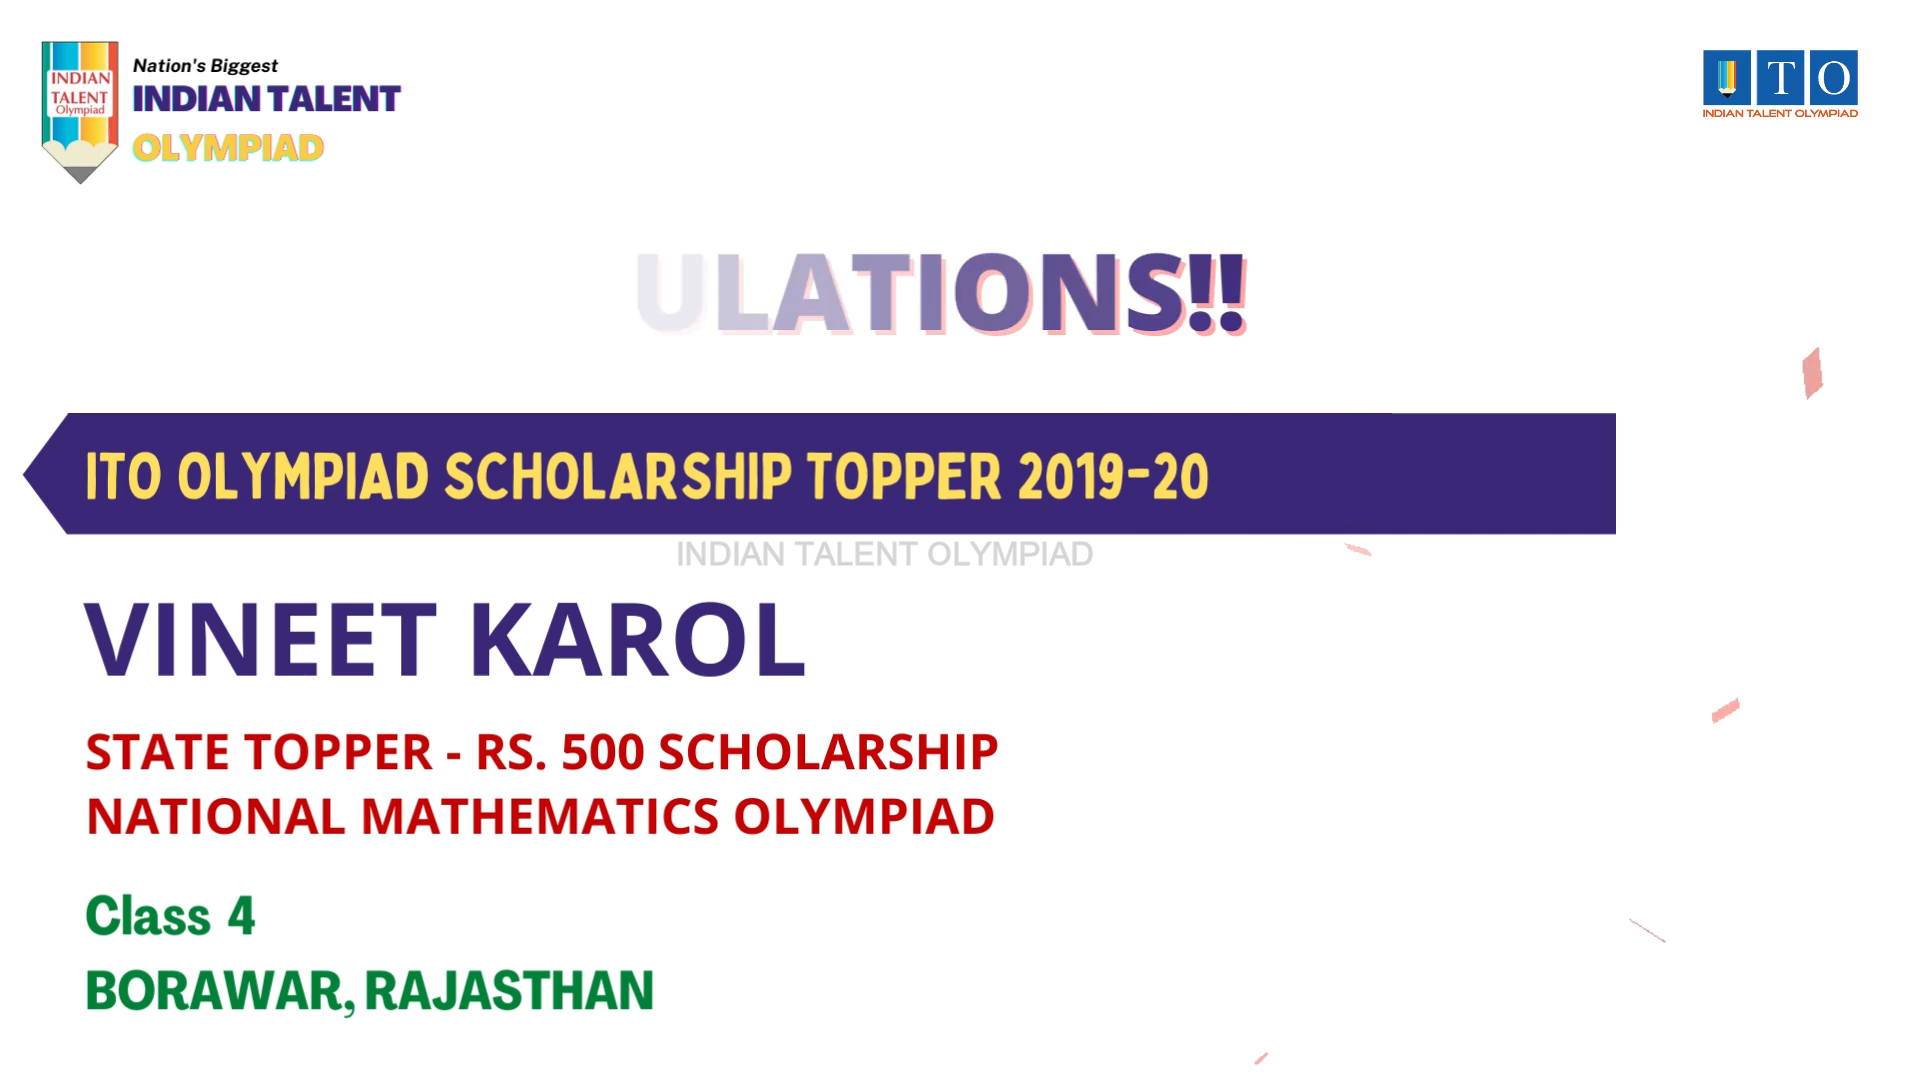 INDIAN
TALENT
Olympiad
Nation's Biggest
INDIAN TALENT
OLYMPIAD
T O
INDIAN TALENT OLYMPIAD
ULATIONS!!
ITO OLYMPIAD SCHOLARSHIP TOPPER 2019-20
INDIAN TALENT OLYMPIAD
VINEET KAROL
STATE TOPPER - RS. 500 SCHOLARSHIP
NATIONAL MATHEMATICS OLYMPIAD
Class 4
BORAWAR, RAJASTHAN